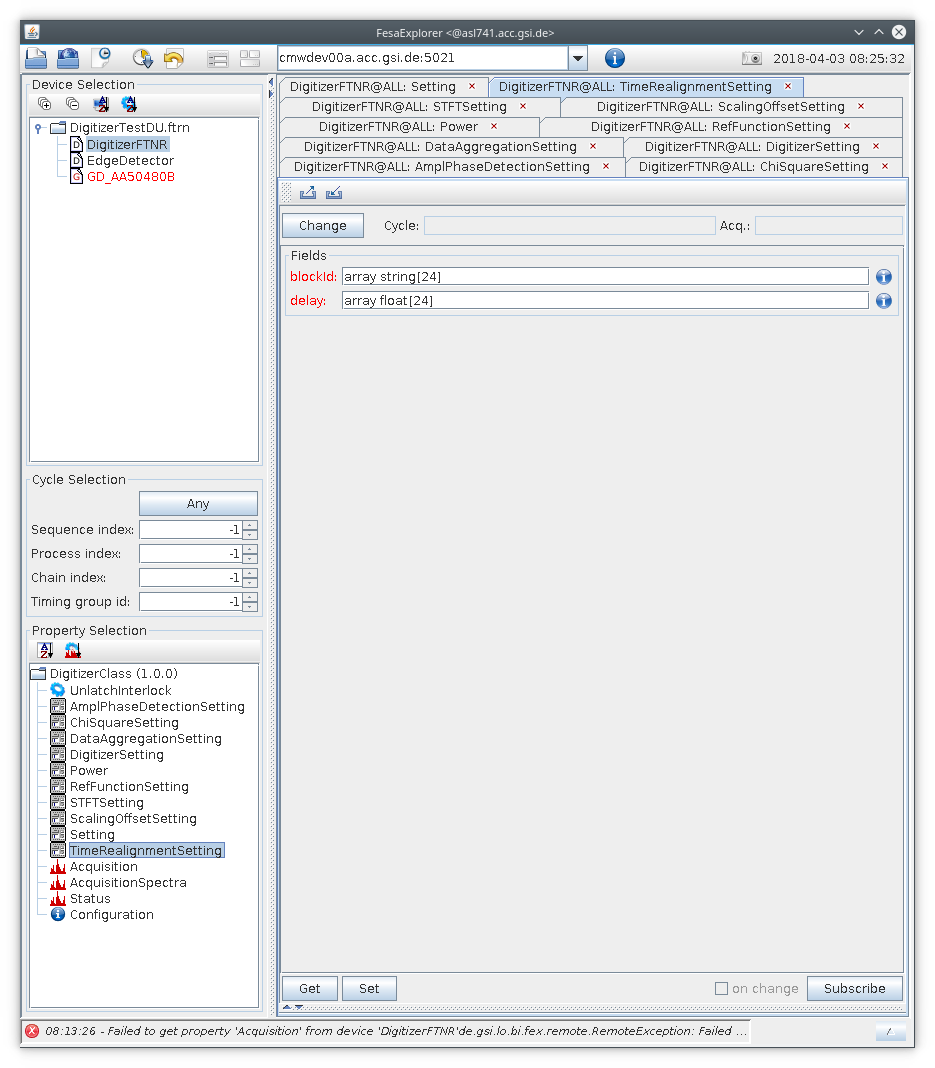 FesaExplorer <@asl741.acc.gsi.de>
cmwdev00a.acc.gsi.de:5021
2018-04-03 08:25:32
Device Selection
DigitizerTestDU.ftrn
DigitizerFTNR
EdgeDetector
GD_AA50480B
Cycle Selection
Any
Sequence index: -1
Process index: -1
Chain index: -1
Timing group id: -1
Property Selection
DigitizerClass (1.0.0)
UnlatchInterlock
AmplPhaseDetectionSetting
ChiSquareSetting
DataAggregationSetting
DigitizerSetting
Power
RefFunctionSetting
STFTSetting
ScalingOffsetSetting
Setting
TimeRealignmentSetting
Acquisition
AcquisitionSpectra
Status
Configuration
DigitizerFTNR@ALL: Setting × DigitizerFTNR@ALL: TimeRealignmentSetting ×
DigitizerFTNR@ALL: STFTSetting × DigitizerFTNR@ALL: ScalingOffsetSetting ×
DigitizerFTNR@ALL: Power × DigitizerFTNR@ALL: RefFunctionSetting ×
DigitizerFTNR@ALL: DataAggregationSetting × DigitizerFTNR@ALL: DigitizerSetting ×
DigitizerFTNR@ALL: AmplPhaseDetectionSetting × DigitizerFTNR@ALL: ChiSquareSetting ×
Change Cycle: Acq.:
Fields
blockId: array string[24]
delay: array float[24]
Get Set on change Subscribe
08:13:26 - Failed to get property 'Acquisition' from device 'DigitizerFTNR'de.gsi.lo.bi.fex.remote.RemoteException: Failed ...